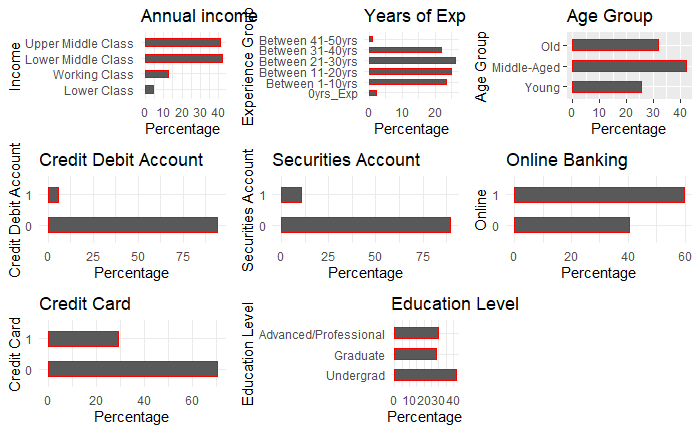 Annual income
Income
Upper Middle Class
Lower Middle Class
Working Class
Lower Class
0 10 20 30 40
Percentage
Years of Exp
Experience Group
Between 41-50yrs
Between 31-40yrs
Between 21-30yrs
Between 11-20yrs
Between 1-10yrs
0yrs_Exp
0 10 20
Percentage
Age Group
Age Group
Old
Middle-Aged
Young
0 10 20 30 40
Percentage
Credit Debit Account
Credit Debit Account
1
0
0 25 50 75
Percentage
Securities Account
Securities Account
1
0
0 25 50 75
Percentage
Online Banking
Online
1
0
0 20 40 60
Percentage
Credit Card
Credit Card
1
0
0 20 40 60
Percentage
Education Level
Education Level
Advanced/Professional
Graduate
Undergrad
0 10 20 30 40
Percentage